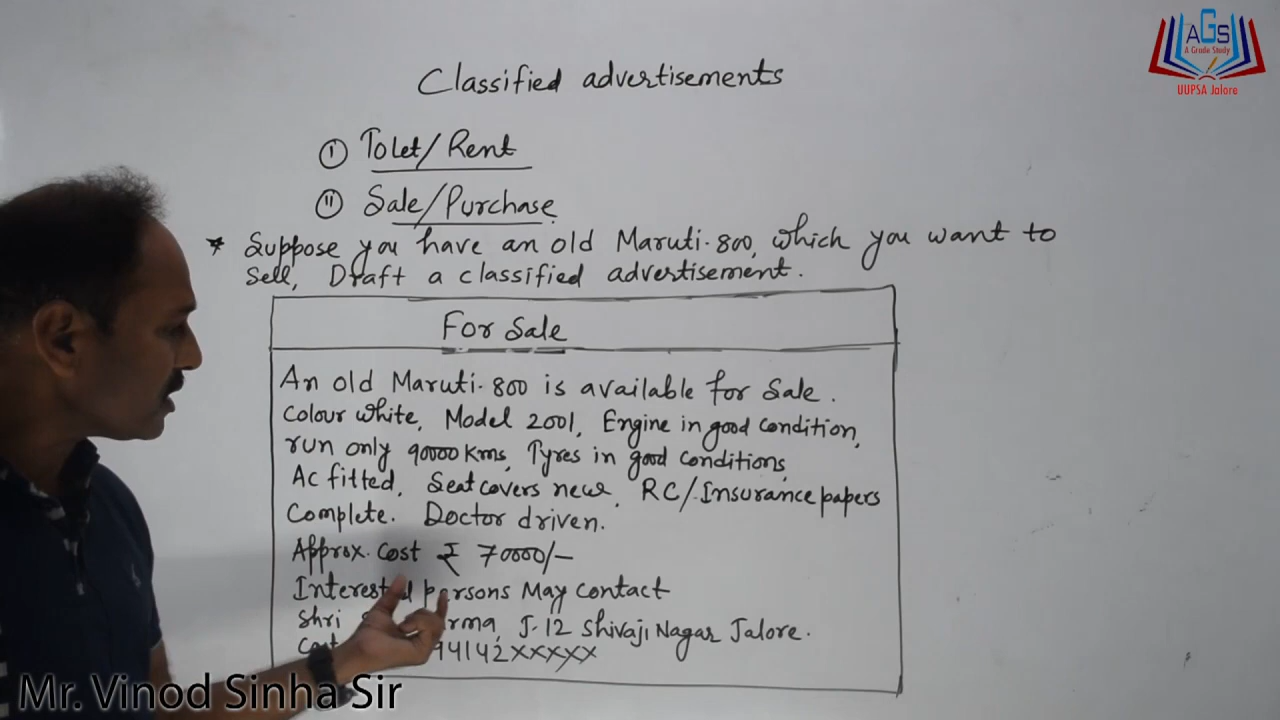 AGS
A Grade Study
UUPSA Jalore
Classified advertisements
(I) Tolet/Rent
(II) Sale/Purchase
* Suppose you have an old Maruti-800, which you want to
sell, Draft a classified advertisement.
For Sale
An old Maruti-800 is available for Sale.
Colour white, Model 2001, Engine in good condition,
run only 90000 Kms, Tyres in good conditions,
Ac fitted, Seat covers new, RC/Insurance papers
Complete. Doctor driven.
Approx. Cost ₹ 70000/-
Interested persons May Contact
Shri J-12 Shivaji Nagar Jalore.
94142XXXXX
Mr. Vinod Sinha Sir